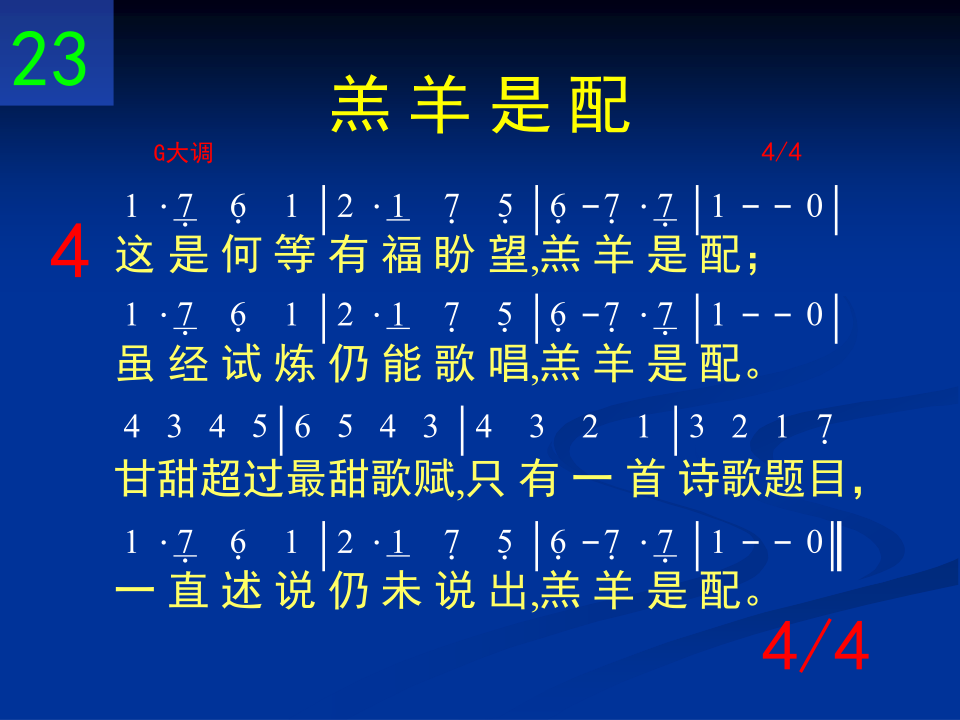 23
羔 羊 是 配
G大调 4/4
1 · 7̣ 6̣ 1 | 2 · 1 7̣ 5̣ | 6̣ － 7̣ · 7̣ | 1 － － 0 |
4
这 是 何 等 有 福 盼 望,羔 羊 是 配；
1 · 7̣ 6̣ 1 | 2 · 1 7̣ 5̣ | 6̣ － 7̣ · 7̣ | 1 － － 0 |
虽 经 试 炼 仍 能 歌 唱,羔 羊 是 配。
4 3 4 5 | 6 5 4 3 | 4 3 2 1 | 3 2 1 7̣
甘甜超过最甜歌赋,只 有 一 首 诗歌题目，
1 · 7̣ 6̣ 1 | 2 · 1 7̣ 5̣ | 6̣ － 7̣ · 7̣ | 1 － － 0 ‖
一 直 述 说 仍 未 说 出,羔 羊 是 配。
4/4